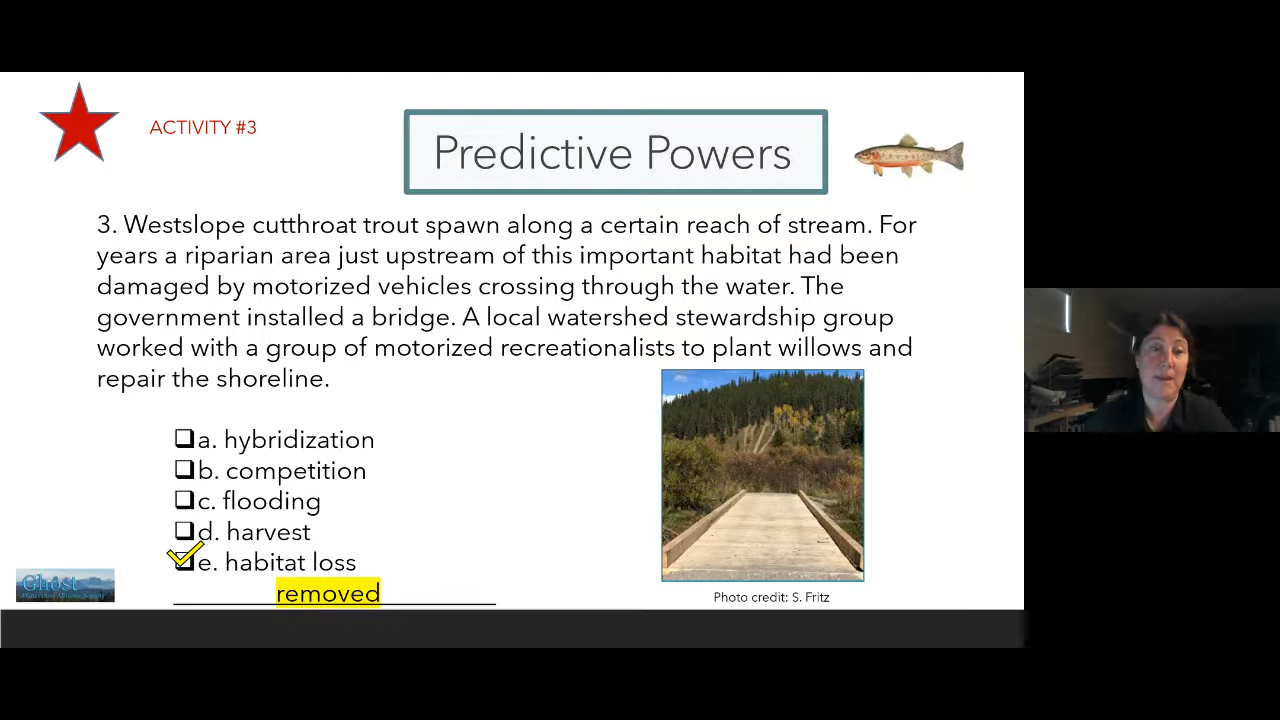 ACTIVITY #3
Predictive Powers
3. Westslope cutthroat trout spawn along a certain reach of stream. For
years a riparian area just upstream of this important habitat had been
damaged by motorized vehicles crossing through the water. The
government installed a bridge. A local watershed stewardship group
worked with a group of motorized recreationalists to plant willows and
repair the shoreline.
a. hybridization
b. competition
c. flooding
d. harvest
e. habitat loss
removed
Photo credit: S. Fritz
Ghost
Watershed Alliance Society